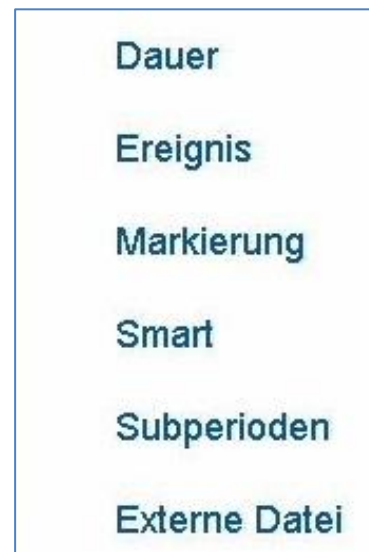 Dauer
Ereignis
Markierung
Smart
Subperioden
Externe Datei